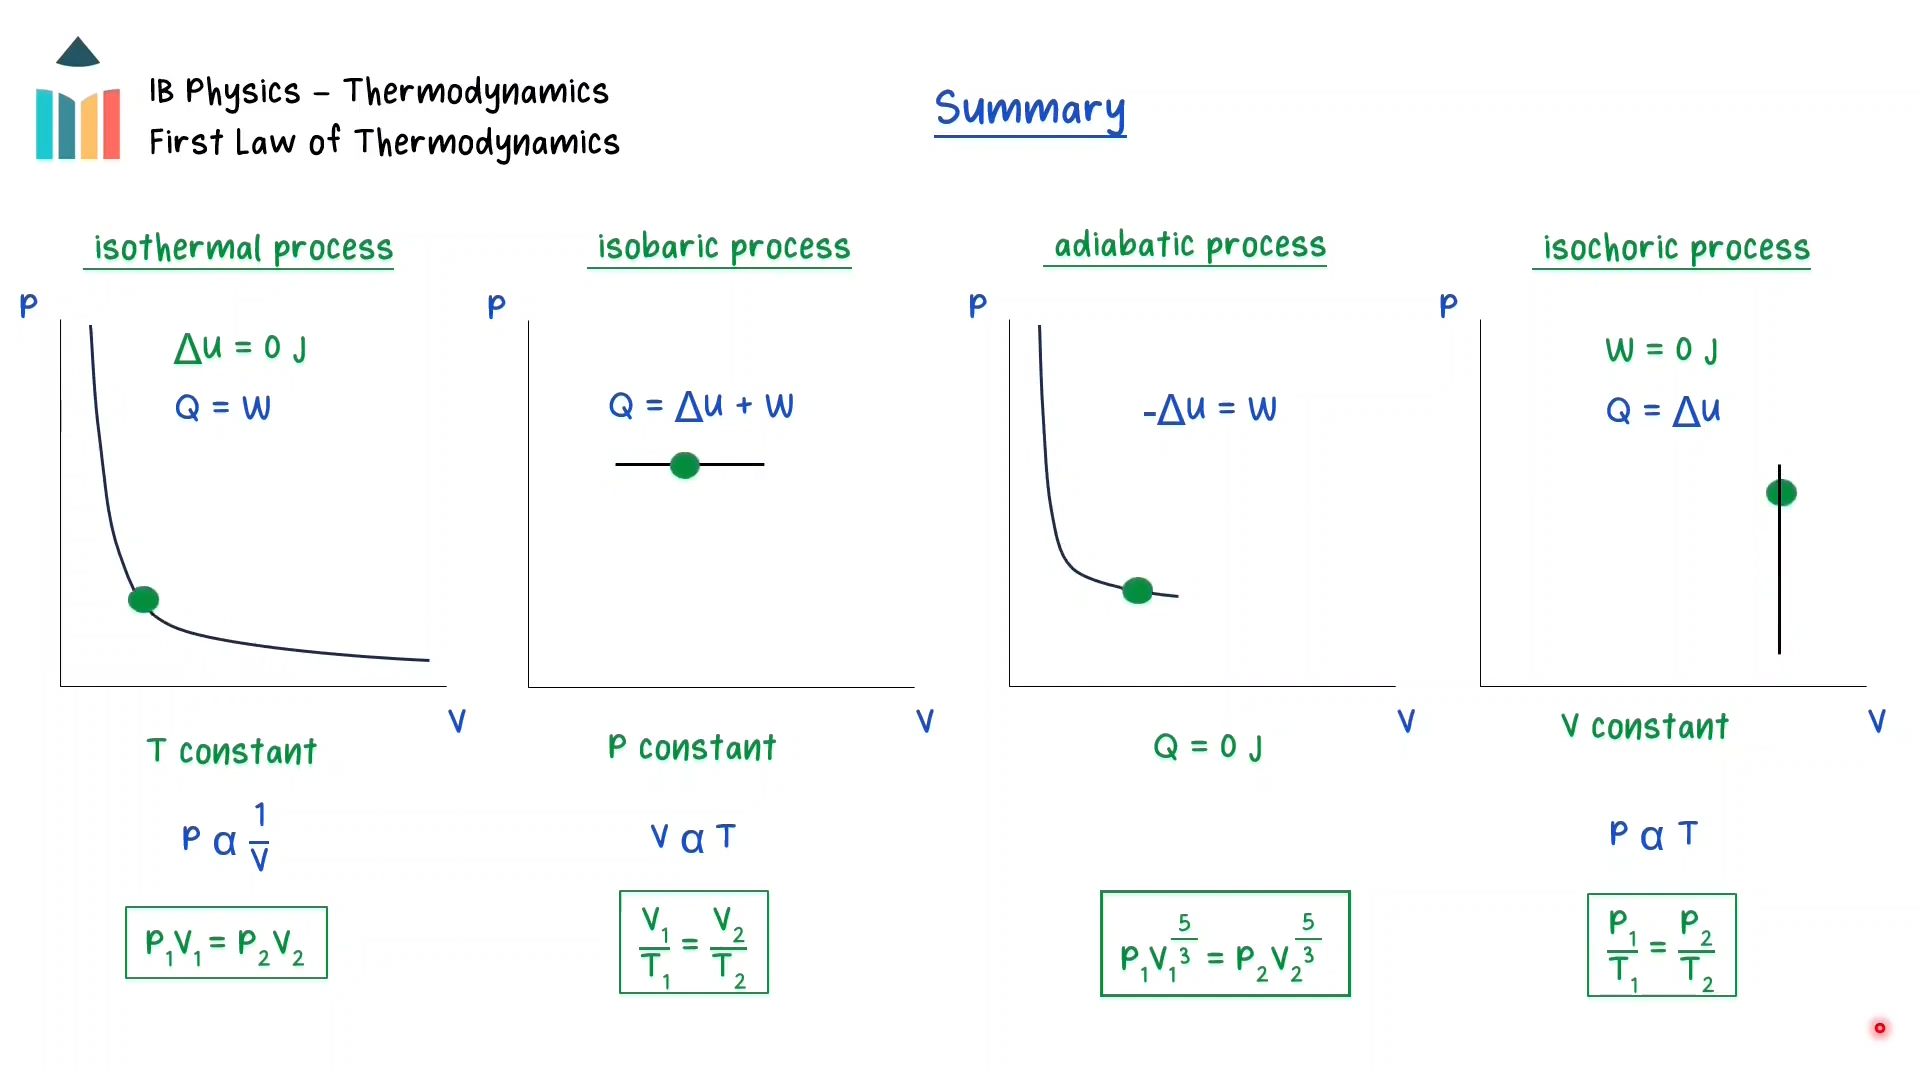 IB Physics – Thermodynamics
First Law of Thermodynamics
Summary
isothermal process
P
ΔU = 0 J
Q = W
V
T constant
P α 1/V
P₁V₁ = P₂V₂
isobaric process
P
Q = ΔU + W
V
P constant
V α T
V₁/T₁ = V₂/T₂
adiabatic process
P
-ΔU = W
V
Q = 0 J
P₁V₁^5/3 = P₂V₂^5/3
isochoric process
P
W = 0 J
Q = ΔU
V
V constant
P α T
P₁/T₁ = P₂/T₂